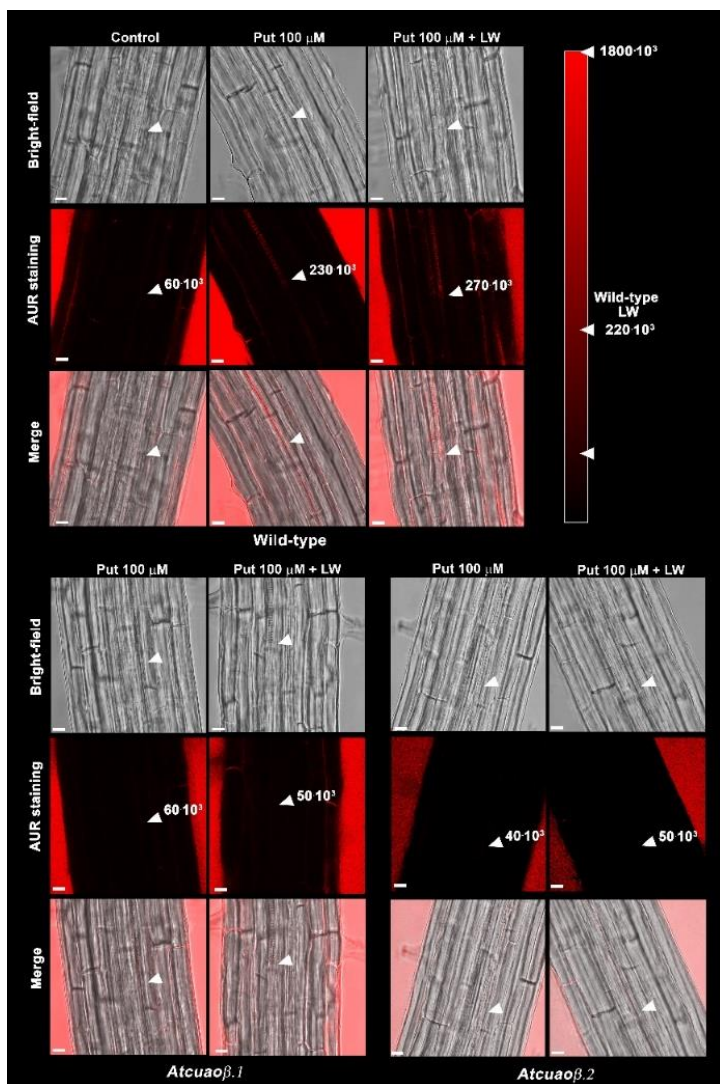 Control Put 100 μM Put 100 μM + LW
1800·10³
Bright-field
AUR staining
60·10³
230·10³
270·10³
Wild-type
LW
220·10³
Merge
Wild-type
Put 100 μM Put 100 μM + LW Put 100 μM Put 100 μM + LW
Bright-field
AUR staining
60·10³
50·10³
40·10³
50·10³
Merge
Atcuaoβ.1 Atcuaoβ.2